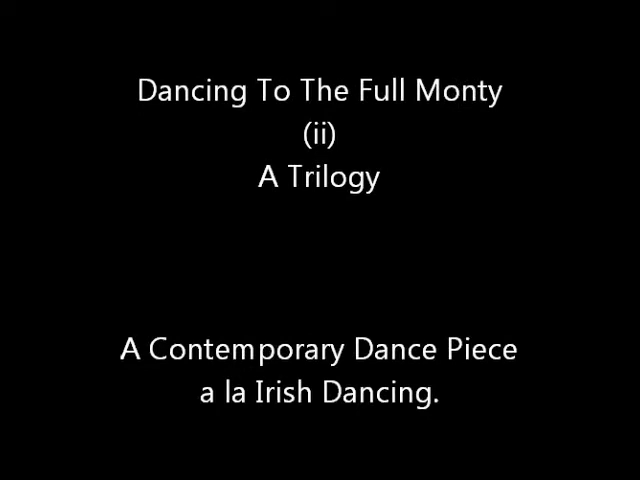 Dancing To The Full Monty
(ii)
A Trilogy
A Contemporary Dance Piece
a la Irish Dancing.